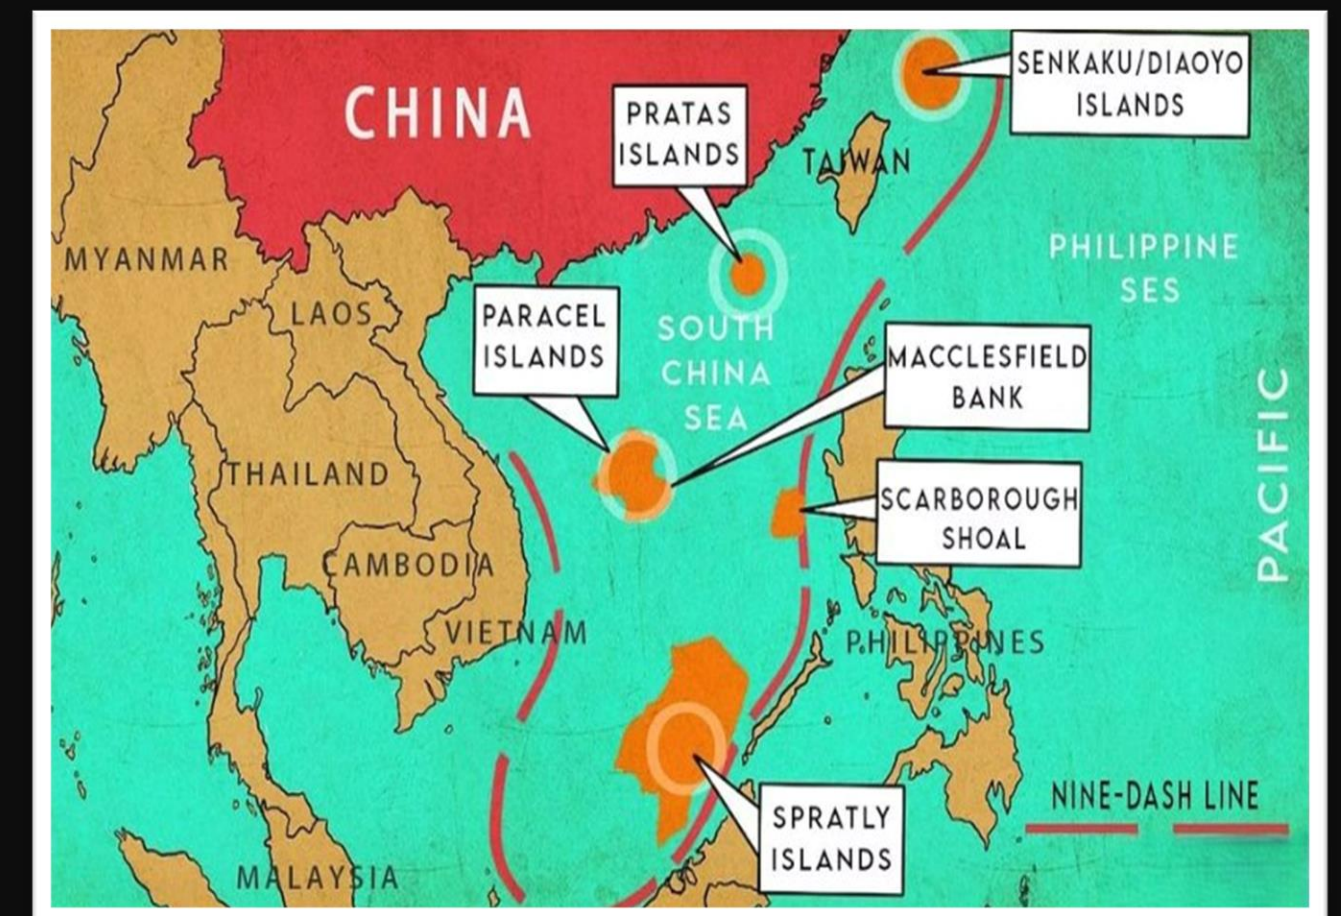 SENKAKU/DIAOYO
ISLANDS
CHINA
PRATAS
ISLANDS
TAIWAN
MYANMAR
PHILIPPINE
SES
LAOS
PARACEL
ISLANDS
SOUTH
CHINA
SEA
MACCLESFIELD
BANK
PACIFIC
THAILAND
SCARBOROUGH
SHOAL
CAMBODIA
VIETNAM
PHILIPPINES
NINE-DASH LINE
SPRATLY
ISLANDS
MALAYSIA